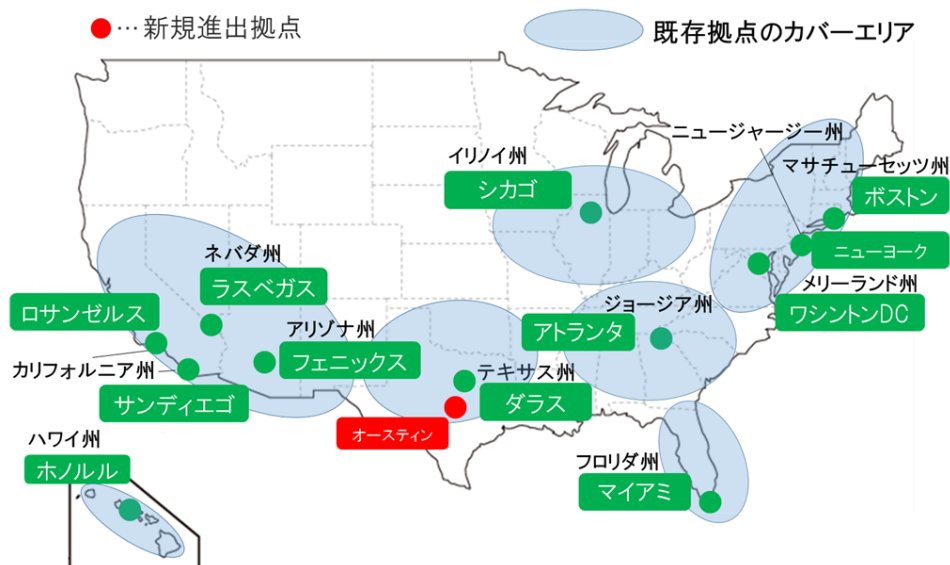 ●…新規進出拠点
既存拠点のカバーエリア
ニュージャージー州
マサチューセッツ州
ボストン
イリノイ州
シカゴ
ニューヨーク
メリーランド州
ワシントンDC
ネバダ州
ラスベガス
ロサンゼルス
カリフォルニア州
アリゾナ州
フェニックス
サンディエゴ
ジョージア州
アトランタ
テキサス州
ダラス
オースティン
ハワイ州
ホノルル
フロリダ州
マイアミ